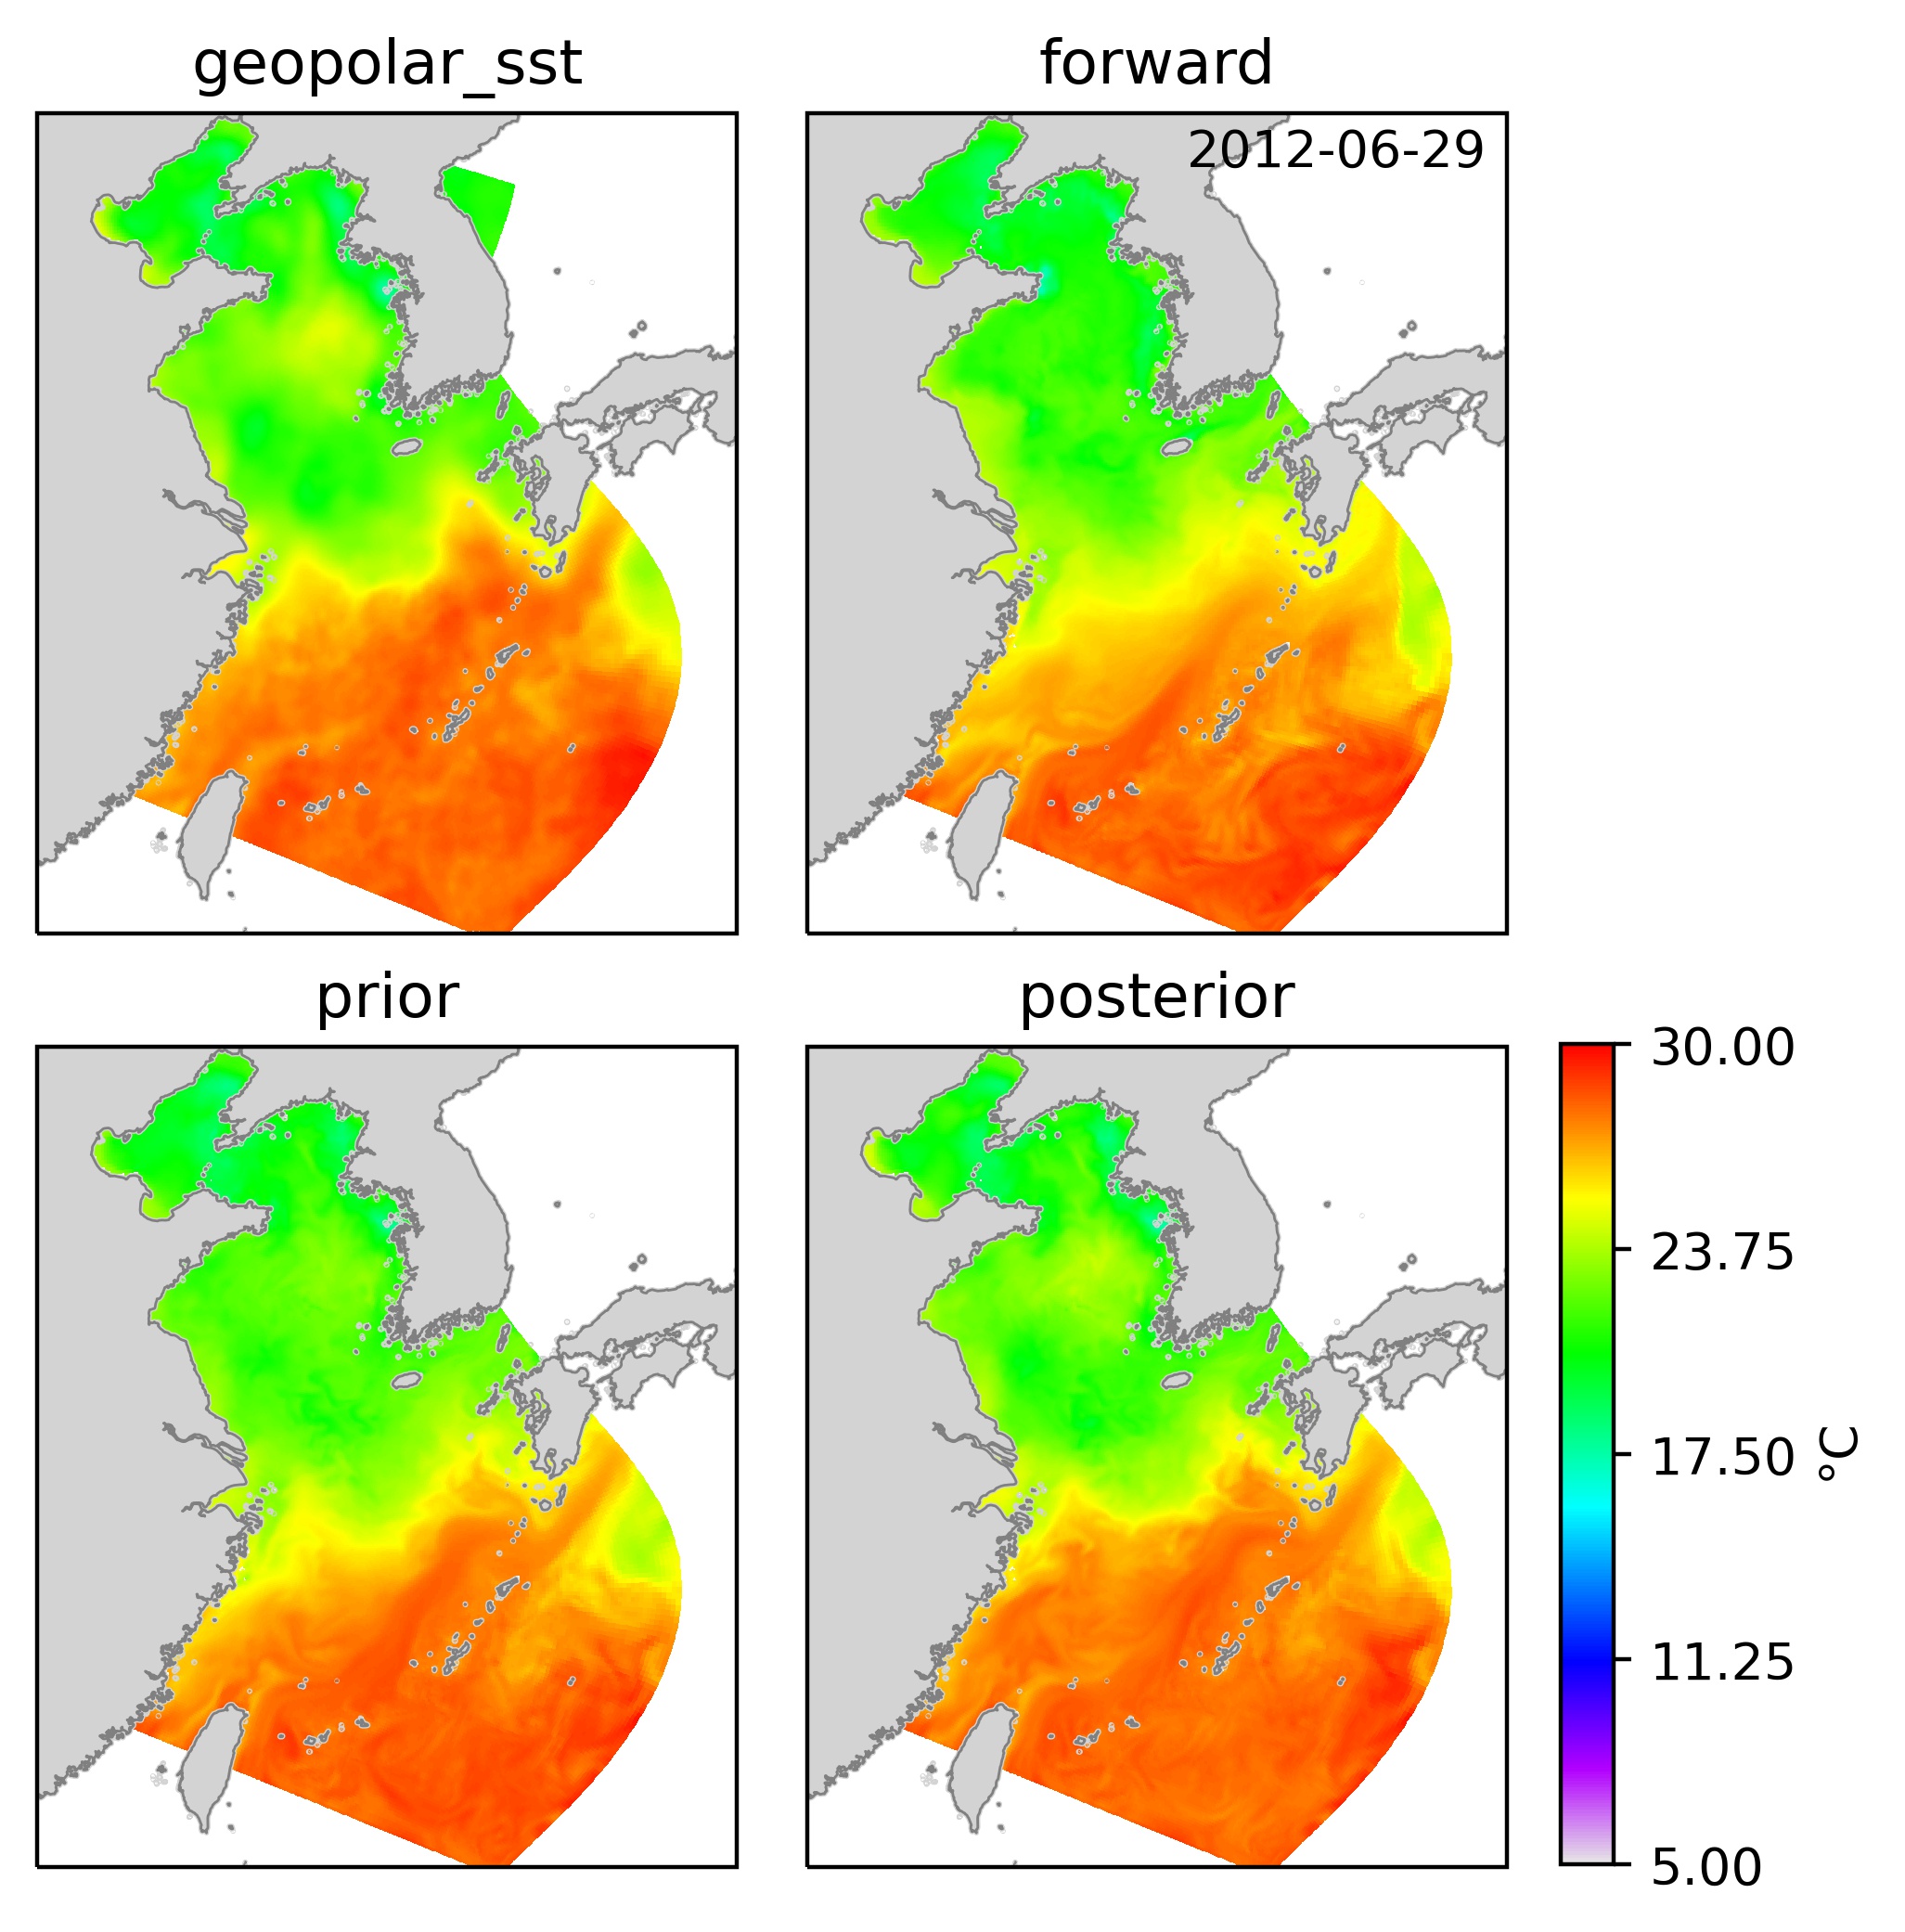 geopolar_sst
forward
2012-06-29
prior
posterior
30.00
23.75
17.50
11.25
5.00
°C